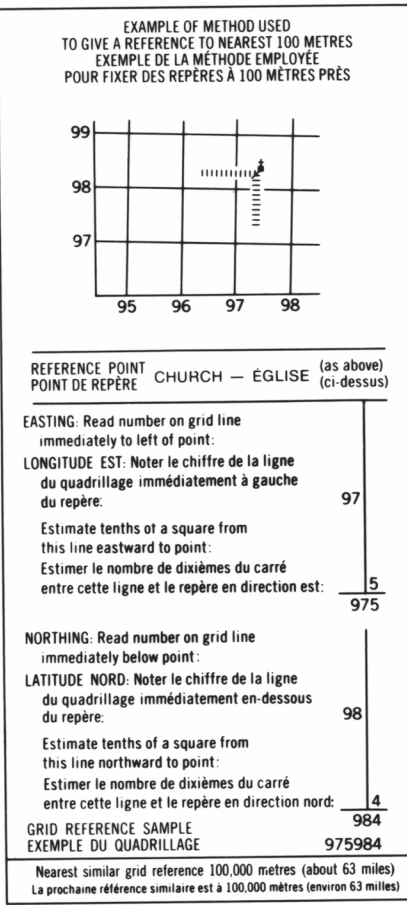 EXAMPLE OF METHOD USED
TO GIVE A REFERENCE TO NEAREST 100 METRES
EXEMPLE DE LA MÉTHODE EMPLOYÉE
POUR FIXER DES REPÈRES À 100 MÈTRES PRÈS
99
98
97
95 96 97 98
REFERENCE POINT CHURCH — ÉGLISE (as above)
POINT DE REPÈRE (ci-dessus)
EASTING: Read number on grid line
immediately to left of point:
LONGITUDE EST: Noter le chiffre de la ligne
du quadrillage immédiatement à gauche
du repère: 97
Estimate tenths of a square from
this line eastward to point:
Estimer le nombre de dixièmes du carré
entre cette ligne et le repère en direction est: 5
975
NORTHING: Read number on grid line
immediately below point:
LATITUDE NORD: Noter le chiffre de la ligne
du quadrillage immédiatement en-dessous
du repère: 98
Estimate tenths of a square from
this line northward to point:
Estimer le nombre de dixièmes du carré
entre cette ligne et le repère en direction nord: 4
984
GRID REFERENCE SAMPLE
EXEMPLE DU QUADRILLAGE 975984
Nearest similar grid reference 100,000 metres (about 63 miles)
La prochaine référence similaire est à 100,000 mètres (environ 63 milles)